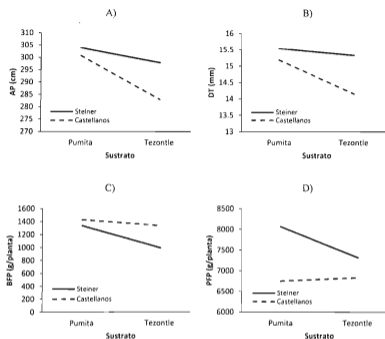 A)
AP (cm)
310
305
300
295
290
285
280
275
270
Steiner
Castellanos
Pumita Tezontle
Sustrato
B)
DT (mm)
16
15.5
15
14.5
14
13.5
13
Steiner
Castellanos
Pumita Tezontle
Sustrato
C)
BFP (g/planta)
1600
1400
1200
1000
800
600
400
200
0
Steiner
Castellanos
Pumita Tezontle
Sustrato
D)
PFP (g/planta)
8500
8000
7500
7000
6500
6000
Steiner
Castellanos
Pumita Tezontle
Sustrato